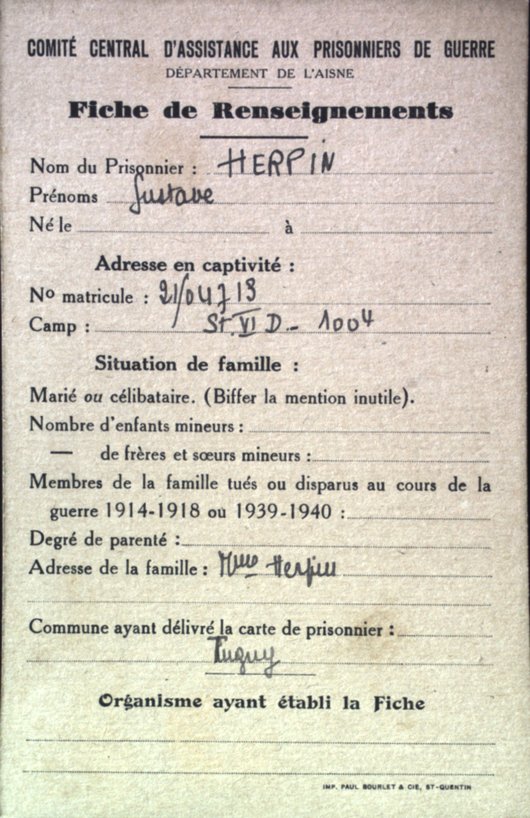 COMITÉ CENTRAL D'ASSISTANCE AUX PRISONNIERS DE GUERRE
DÉPARTEMENT DE L'AISNE
Fiche de Renseignements
Nom du Prisonnier : HERPIN
Prénoms Gustave
Né le à
Adresse en captivité :
No matricule : 21/04713
Camp : St. VI D.- 1004
Situation de famille :
Marié ou célibataire. (Biffer la mention inutile).
Nombre d'enfants mineurs :
— de frères et sœurs mineurs :
Membres de la famille tués ou disparus au cours de la
guerre 1914-1918 ou 1939-1940 :
Degré de parenté :
Adresse de la famille : Mme Herpin
Commune ayant délivré la carte de prisonnier :
Tugny
Organisme ayant établi la Fiche
IMP. PAUL BOURLET & CIE, ST-QUENTIN